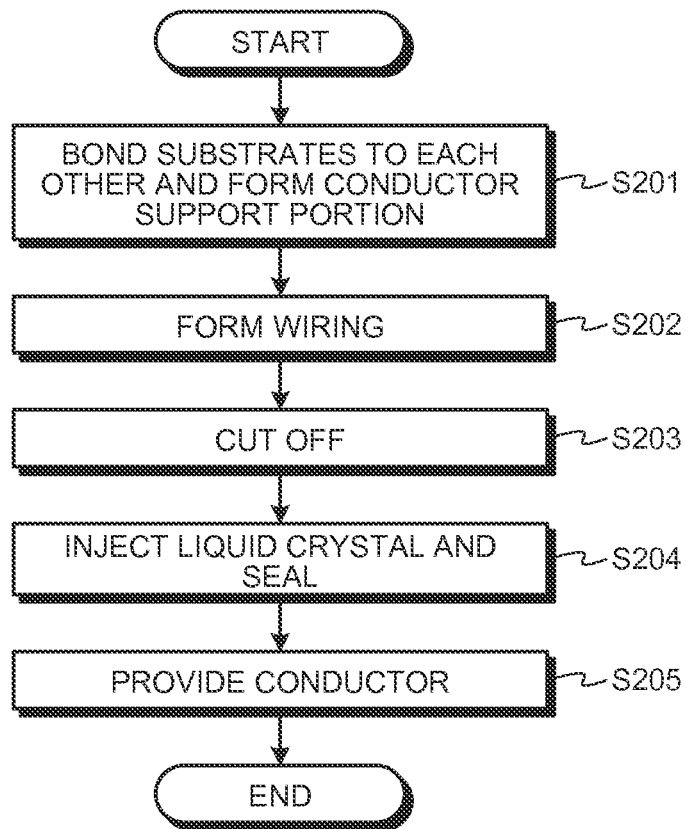 START
BOND SUBSTRATES TO EACH
OTHER AND FORM CONDUCTOR
SUPPORT PORTION
S201
FORM WIRING
S202
CUT OFF
S203
INJECT LIQUID CRYSTAL AND
SEAL
S204
PROVIDE CONDUCTOR
S205
END